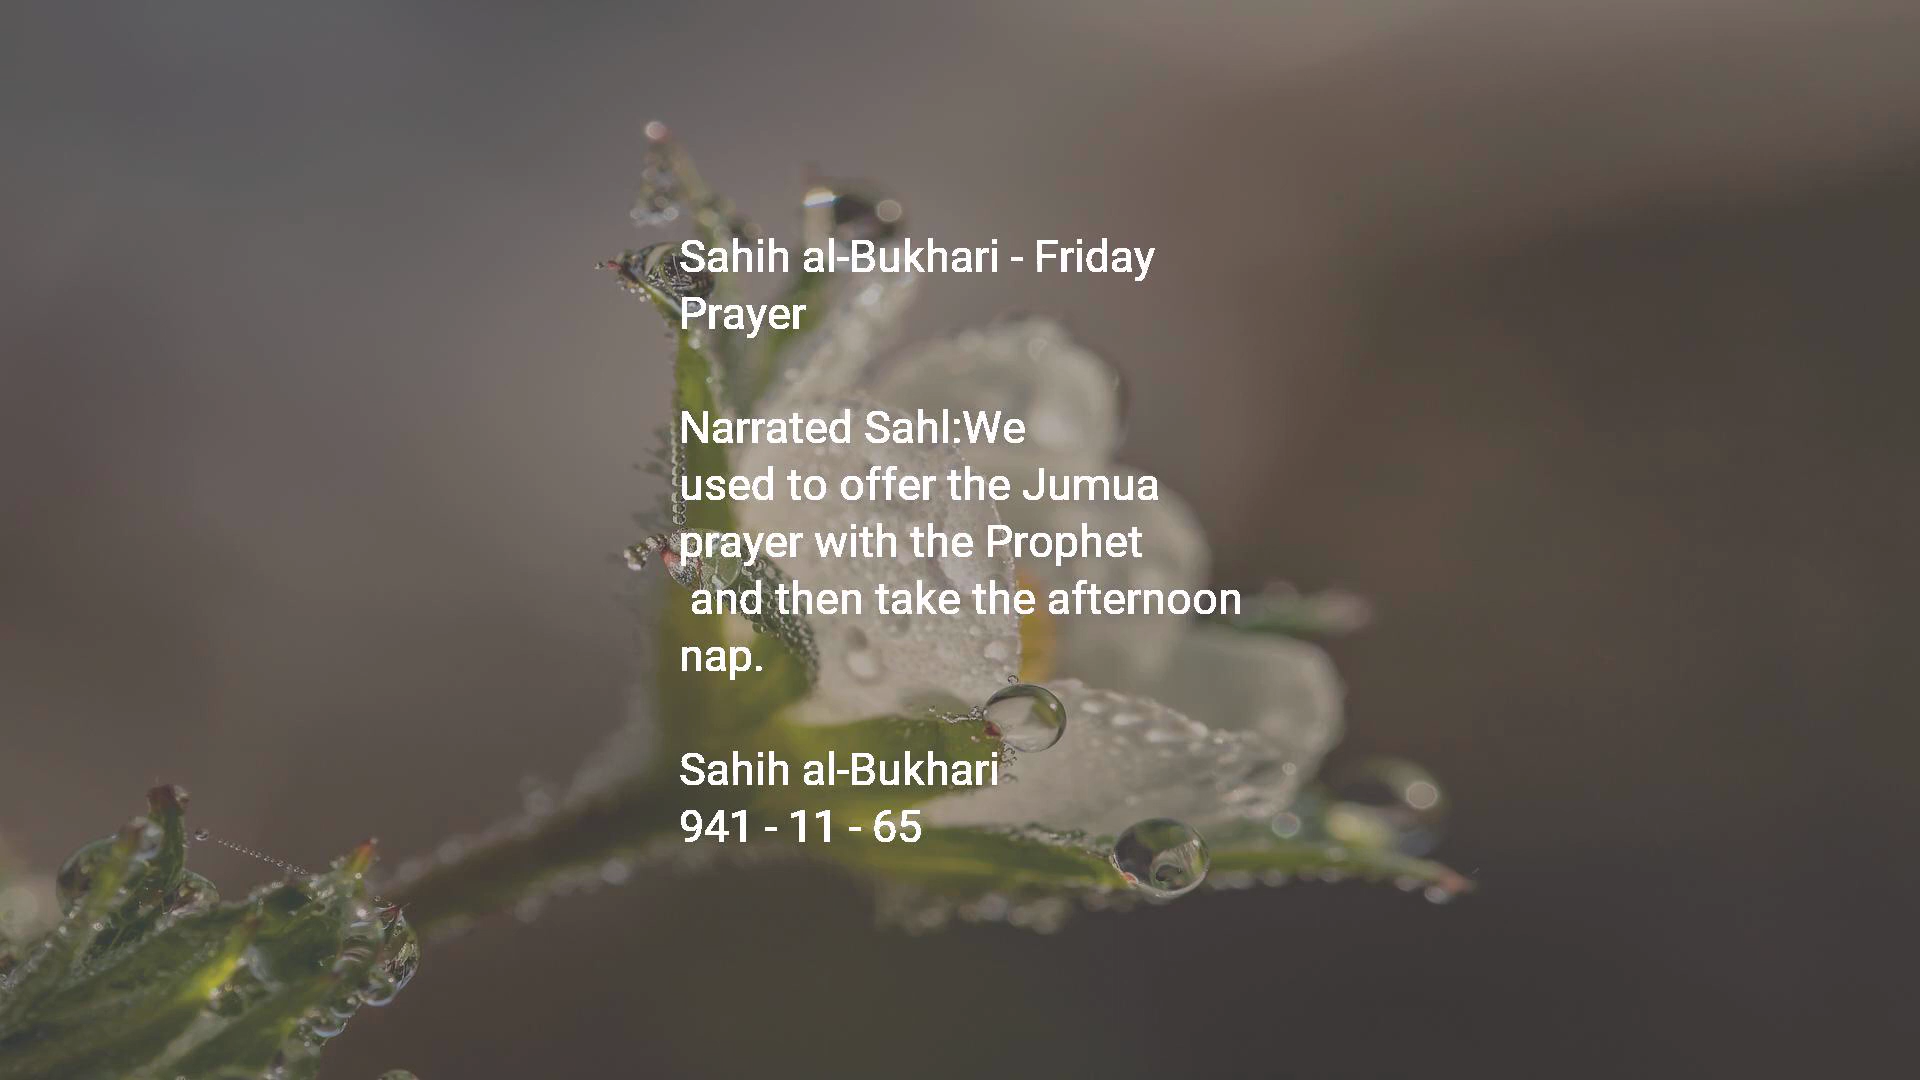 Sahih al-Bukhari - Friday
Prayer
Narrated Sahl:We
used to offer the Jumua
prayer with the Prophet
and then take the afternoon
nap.
Sahih al-Bukhari
941 - 11 - 65